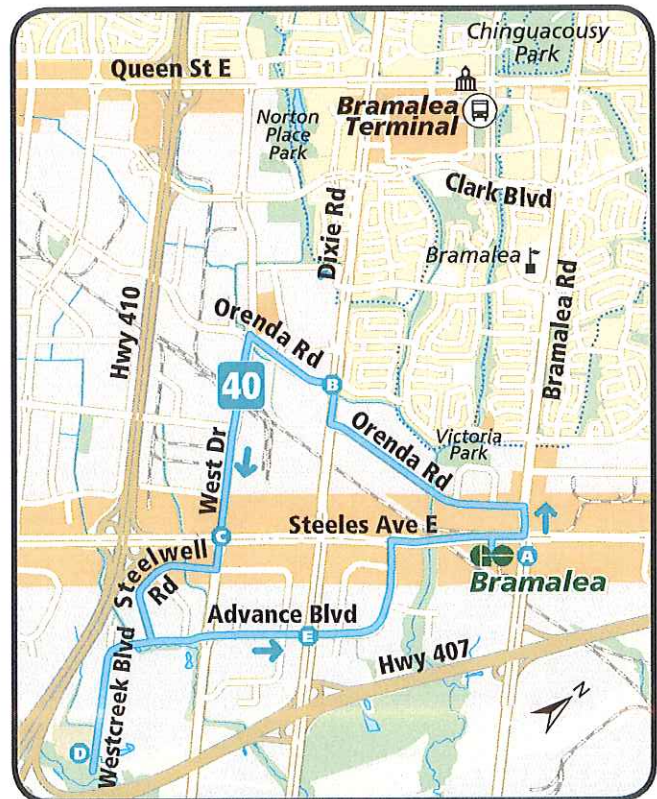 Chinguacousy
Park
Queen St E
Bramalea
Terminal
Norton
Place
Park
Clark Blvd
Dixie Rd
Bramalea
Hwy 410
Bramalea Rd
Orenda Rd
40
B
Orenda Rd
Victoria
Park
West Dr
Steeles Ave E
C
GO
A
Bramalea
Steelwell
Rd
Advance Blvd
E
Westcreek Blvd
Hwy 407
N
D